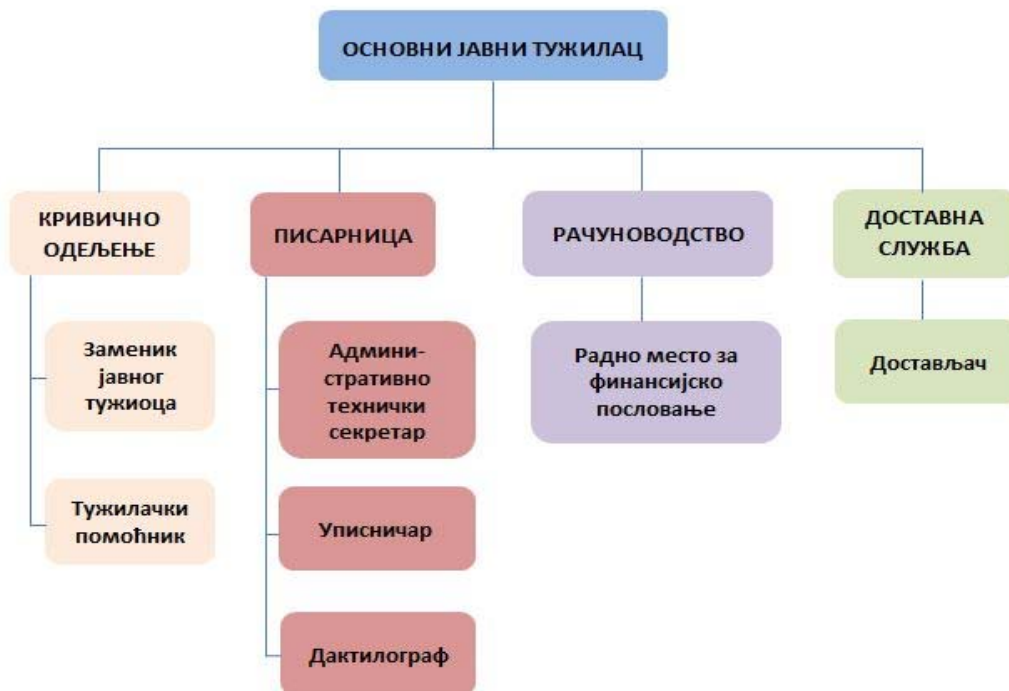 ОСНОВНИ ЈАВНИ ТУЖИЛАЦ
КРИВИЧНО
ОДЕЉЕЊЕ
Заменик
јавног
тужиоца
Тужилачки
помоћник
ПИСАРНИЦА
Админи-
стративно
технички
секретар
Уписничар
Дактилограф
РАЧУНОВОДСТВО
Радно место за
финансијско
пословање
ДОСТАВНА
СЛУЖБА
Достављач